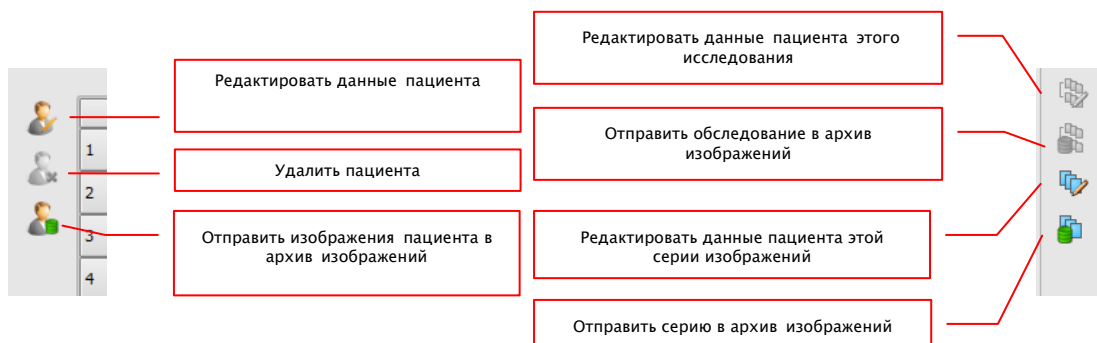 Редактировать данные пациента
1
Удалить пациента
2
Отправить изображения пациента в
архив изображений
3
4
Редактировать данные пациента этого
исследования
Отправить обследование в архив
изображений
Редактировать данные пациента этой
серии изображений
Отправить серию в архив изображений